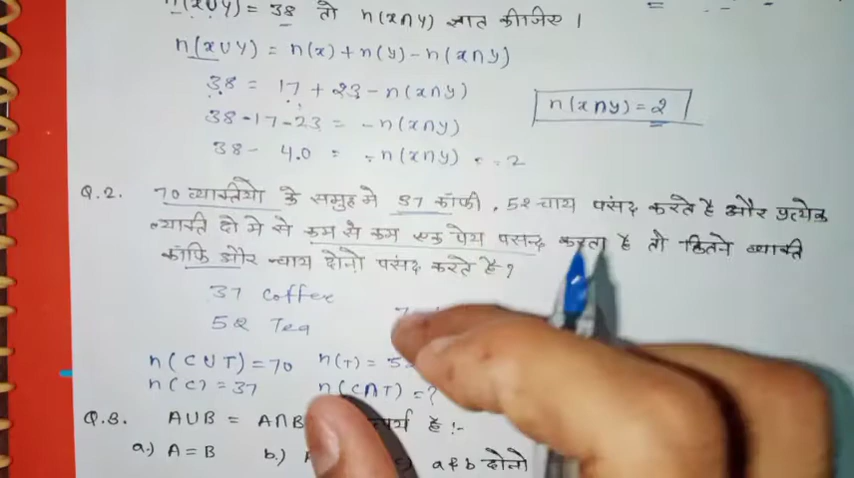 n(x∪y) = 38 तो n(x∩y) ज्ञात कीजिए ।
n(x∪y) = n(x) + n(y) - n(x∩y)
38 = 17 + 23 - n(x∩y)
38-17-23 = -n(x∩y)
n(x∩y) = 2
38 - 40 = -n(x∩y) = -2
Q.2. 70 व्यक्तियो के समुह मे 37 कॉफी , 52 चाय पसंद करते है और प्रत्येक
व्यक्ति दो मे से कम से कम एक पेय पसन्द करता है तो कितने व्यक्ति
कॉफि और चाय दोनो पसंद करते है ?
37 coffee
52 Tea
n(C∪T) = 70 n(T) = 5
n(C) = 37 n(C∩T) = ?
Q.3. A∪B = A∩B है :-
a.) A = B b.) a & b दोनो